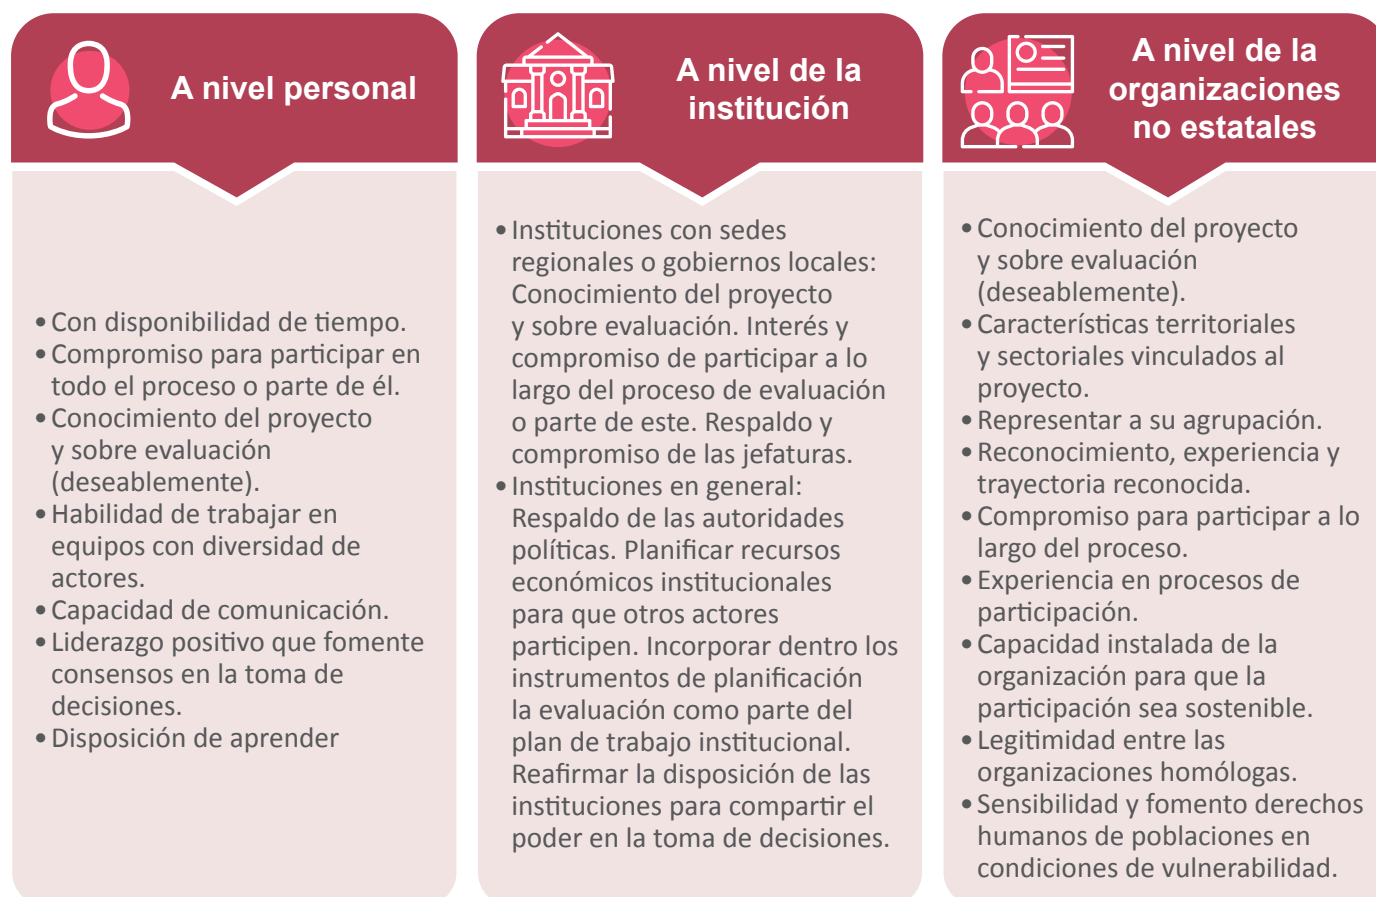 A nivel personal
• Con disponibilidad de tiempo.
• Compromiso para participar en
todo el proceso o parte de él.
• Conocimiento del proyecto
y sobre evaluación
(deseablemente).
• Habilidad de trabajar en
equipos con diversidad de
actores.
• Capacidad de comunicación.
• Liderazgo positivo que fomente
consensos en la toma de
decisiones.
• Disposición de aprender
A nivel de la
institución
• Instituciones con sedes
regionales o gobiernos locales:
Conocimiento del proyecto
y sobre evaluación. Interés y
compromiso de participar a lo
largo del proceso de evaluación
o parte de este. Respaldo y
compromiso de las jefaturas.
• Instituciones en general:
Respaldo de las autoridades
políticas. Planificar recursos
económicos institucionales
para que otros actores
participen. Incorporar dentro los
instrumentos de planificación
la evaluación como parte del
plan de trabajo institucional.
Reafirmar la disposición de las
instituciones para compartir el
poder en la toma de decisiones.
A nivel de la
organizaciones
no estatales
• Conocimiento del proyecto
y sobre evaluación
(deseablemente).
• Características territoriales
y sectoriales vinculados al
proyecto.
• Representar a su agrupación.
• Reconocimiento, experiencia y
trayectoria reconocida.
• Compromiso para participar a lo
largo del proceso.
• Experiencia en procesos de
participación.
• Capacidad instalada de la
organización para que la
participación sea sostenible.
• Legitimidad entre las
organizaciones homólogas.
• Sensibilidad y fomento derechos
humanos de poblaciones en
condiciones de vulnerabilidad.